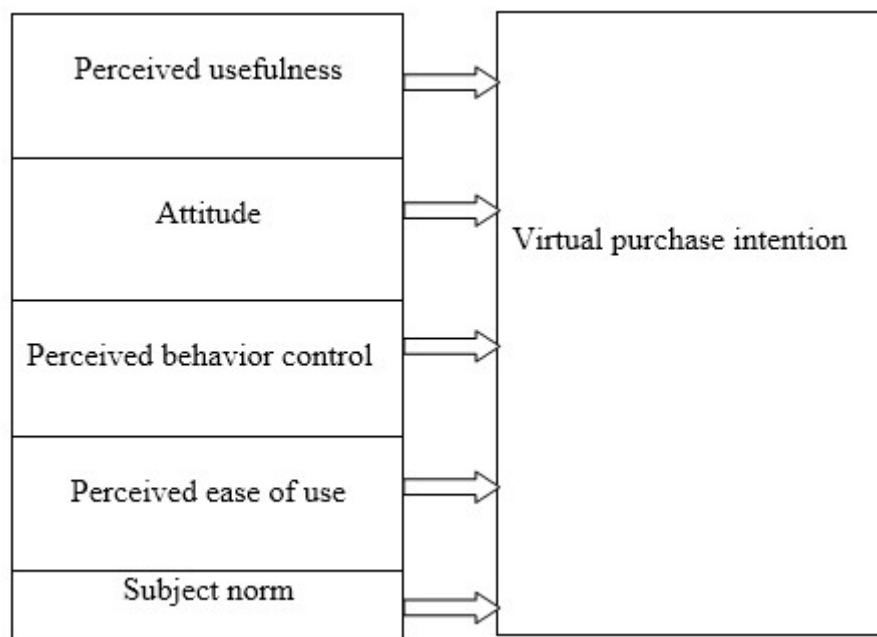 Perceived usefulness
Attitude
Perceived behavior control
Perceived ease of use
Subject norm
Virtual purchase intention